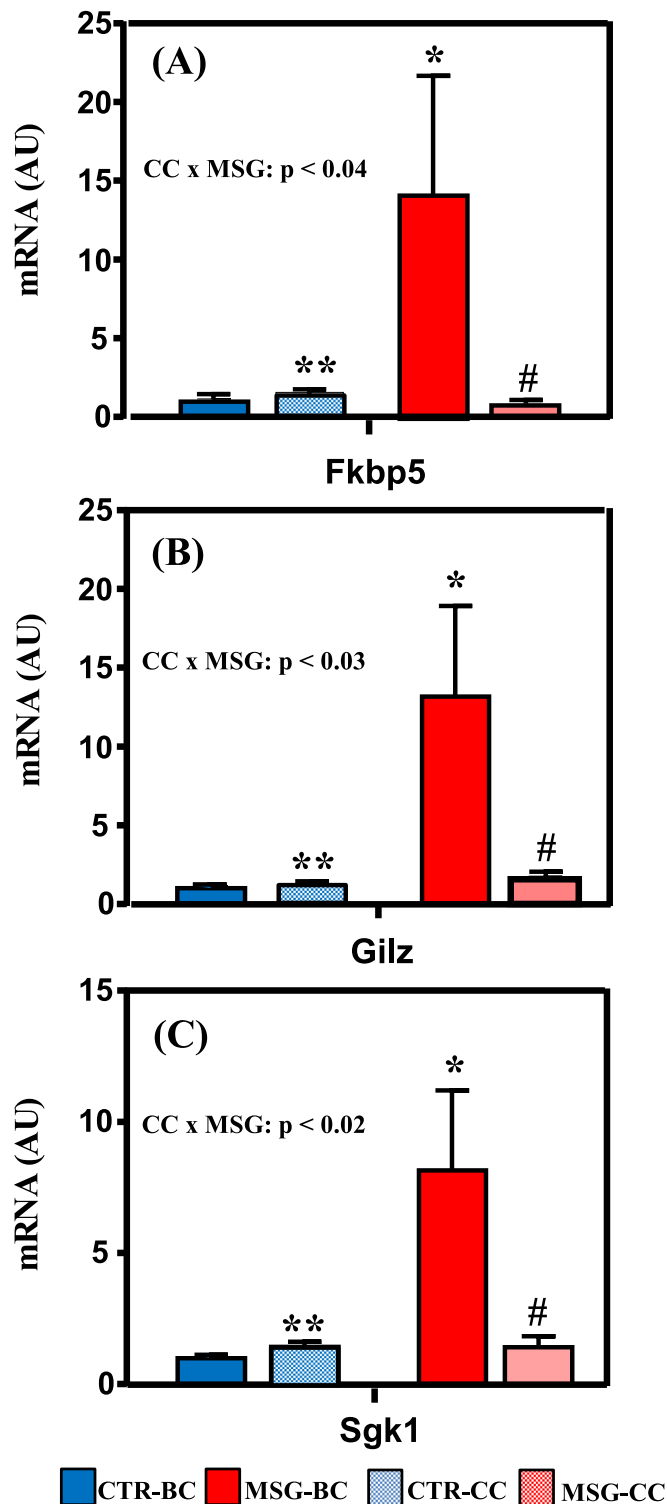 25
(A)
*
20
CC x MSG: p < 0.04
15
mRNA (AU)
10
5
**
#
0
Fkbp5
25
(B)
*
20
CC x MSG: p < 0.03
15
mRNA (AU)
10
5
**
#
0
Gilz
15
(C)
*
CC x MSG: p < 0.02
10
mRNA (AU)
5
**
#
0
Sgk1
CTR-BC MSG-BC CTR-CC MSG-CC